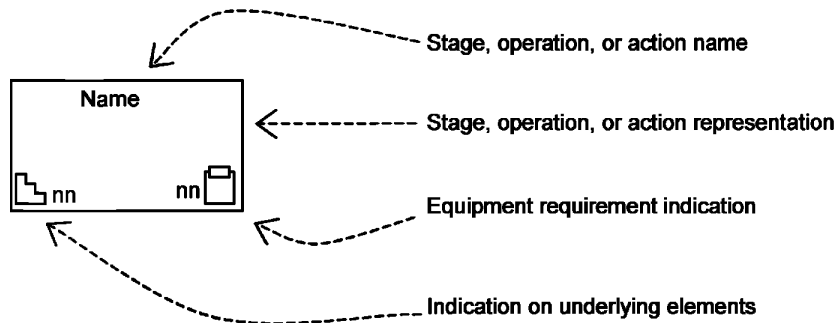 Stage, operation, or action name
Name
Stage, operation, or action representation
nn nn
Equipment requirement indication
Indication on underlying elements